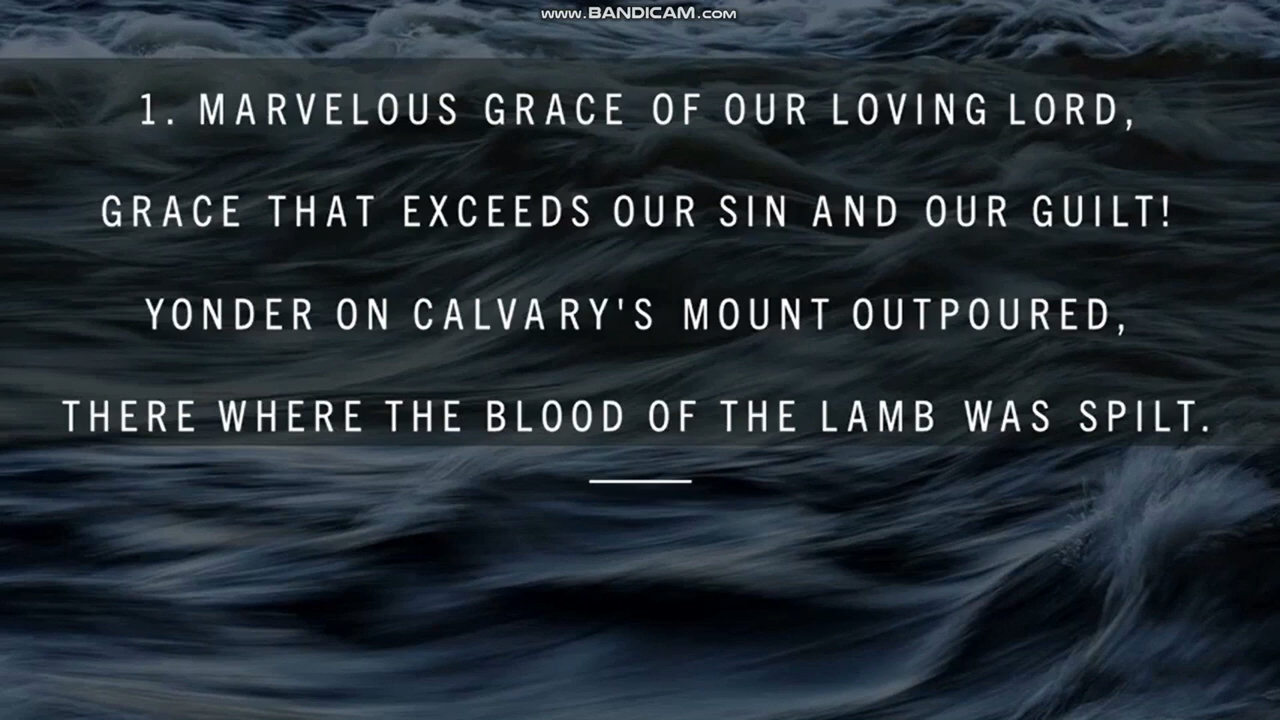 www.BANDICAM.com
1. MARVELOUS GRACE OF OUR LOVING LORD,
GRACE THAT EXCEEDS OUR SIN AND OUR GUILT!
YONDER ON CALVARY'S MOUNT OUTPOURED,
THERE WHERE THE BLOOD OF THE LAMB WAS SPILT.